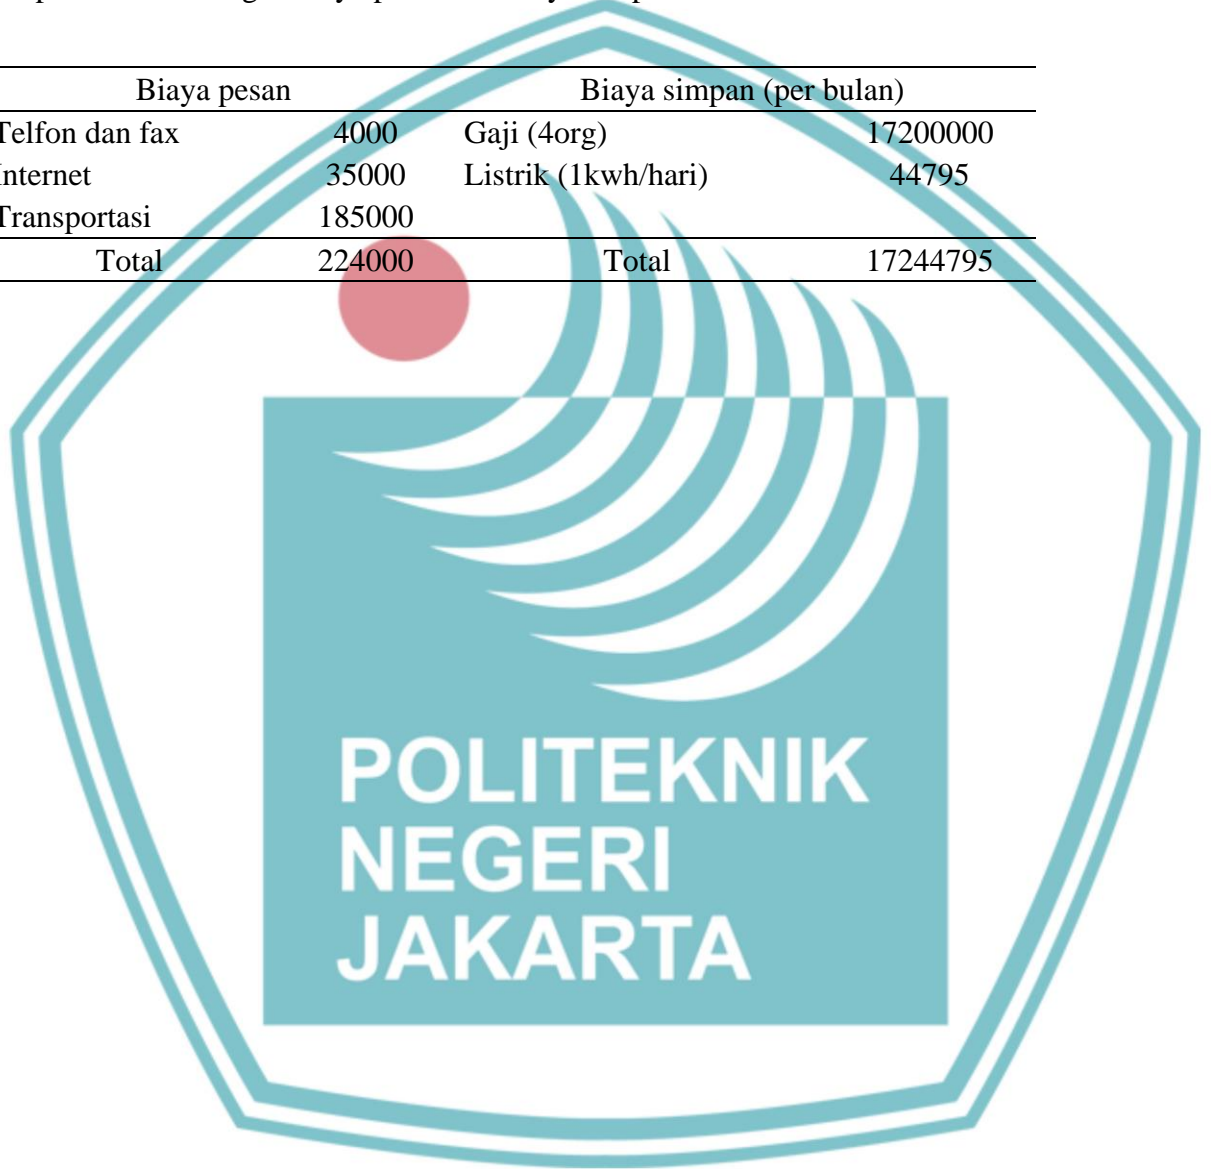 Biaya pesan Biaya simpan (per bulan)
Telfon dan fax 4000 Gaji (4org) 17200000
Internet 35000 Listrik (1kwh/hari) 44795
Transportasi 185000
Total 224000 Total 17244795
POLITEKNIK
NEGERI
JAKARTA